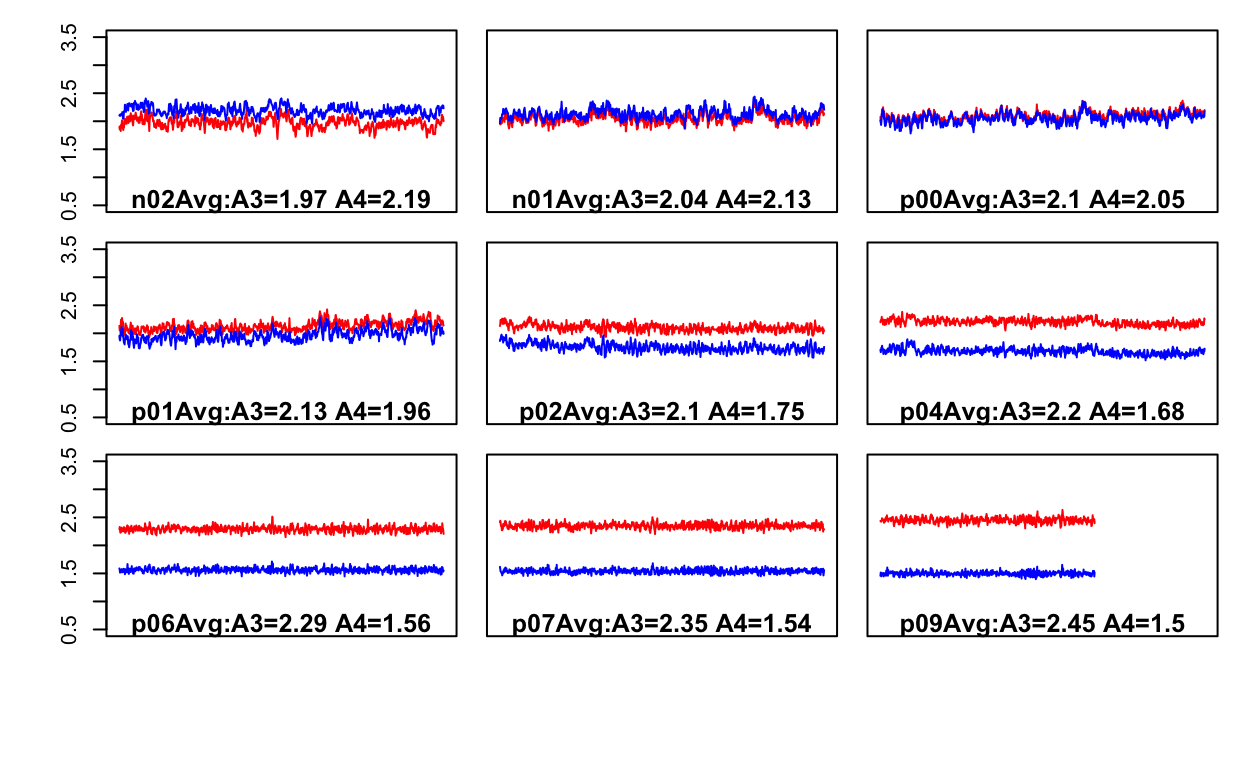 3.5
2.5
1.5
0.5
n02Avg:A3=1.97 A4=2.19
n01Avg:A3=2.04 A4=2.13
p00Avg:A3=2.1 A4=2.05
3.5
2.5
1.5
0.5
p01Avg:A3=2.13 A4=1.96
p02Avg:A3=2.1 A4=1.75
p04Avg:A3=2.2 A4=1.68
3.5
2.5
1.5
0.5
p06Avg:A3=2.29 A4=1.56
p07Avg:A3=2.35 A4=1.54
p09Avg:A3=2.45 A4=1.5